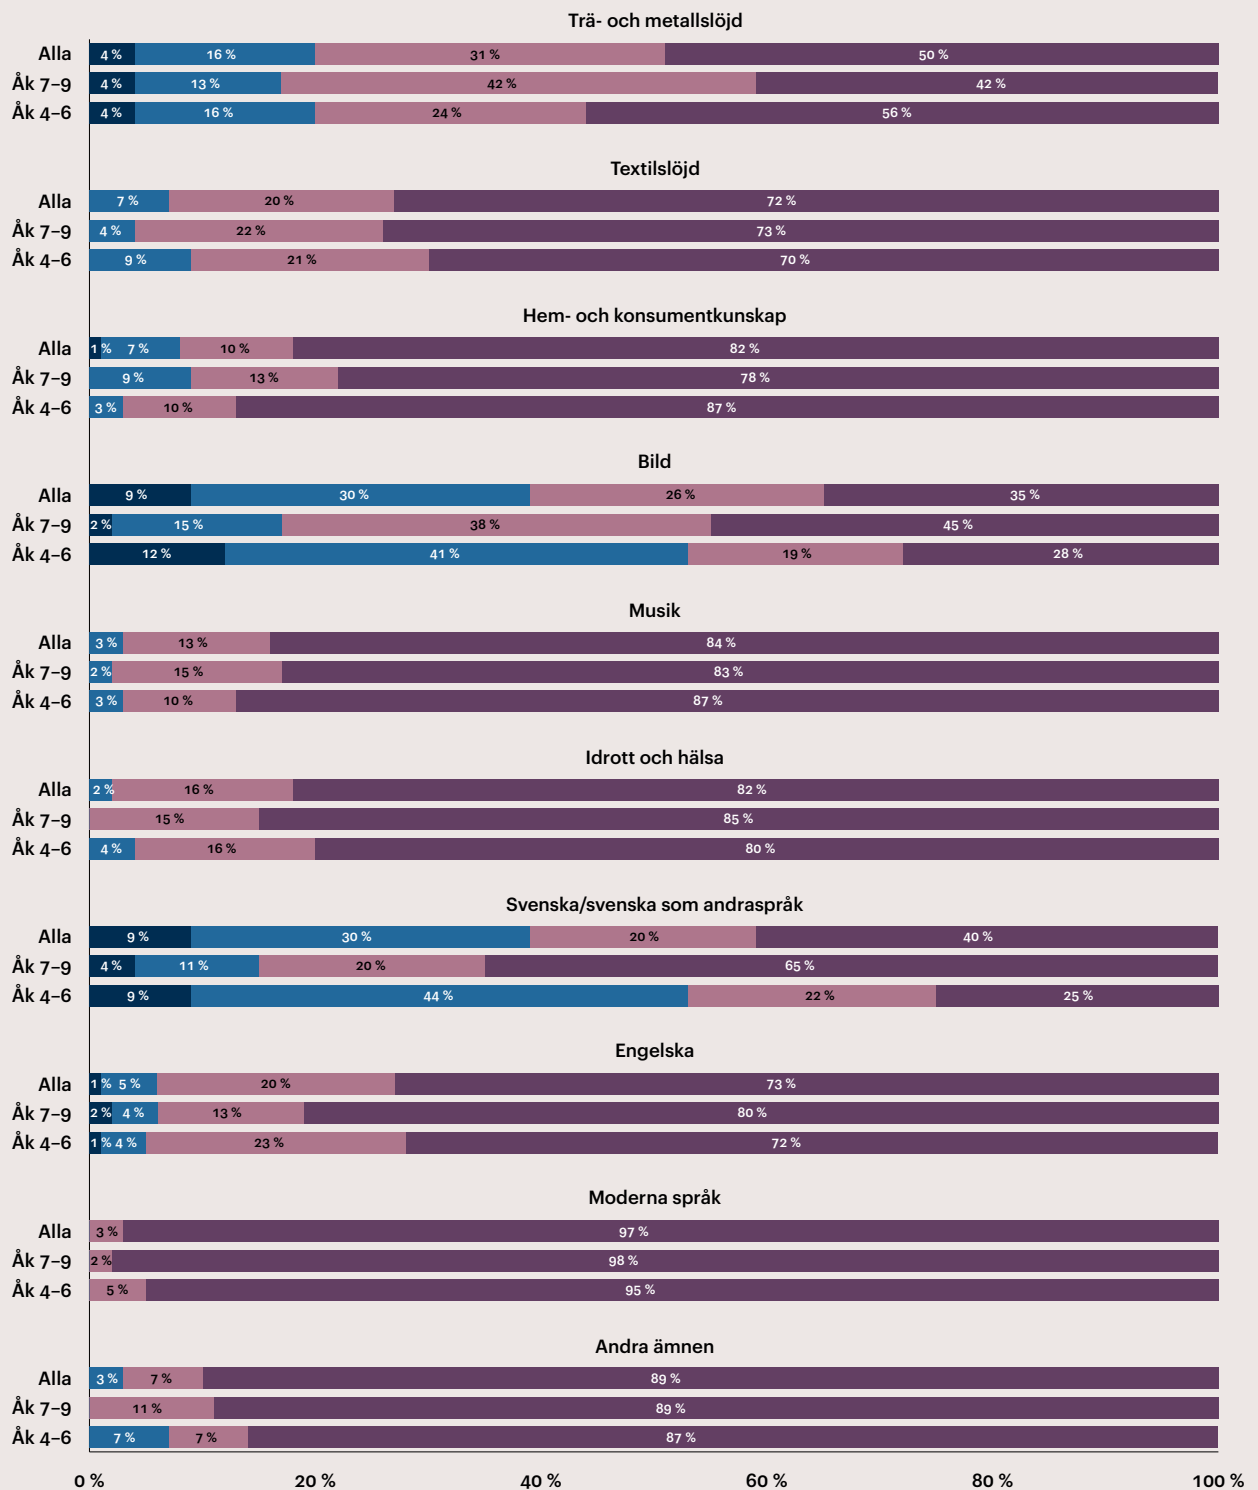 Trä- och metallslöjd
Alla 4 % 16 % 31 % 50 %
Åk 7–9 4 % 13 % 42 % 42 %
Åk 4–6 4 % 16 % 24 % 56 %
Textilslöjd
Alla 7 % 20 % 72 %
Åk 7–9 4 % 22 % 73 %
Åk 4–6 9 % 21 % 70 %
Hem- och konsumentkunskap
Alla 1 % 7 % 10 % 82 %
Åk 7–9 9 % 13 % 78 %
Åk 4–6 3 % 10 % 87 %
Bild
Alla 9 % 30 % 26 % 35 %
Åk 7–9 2 % 15 % 38 % 45 %
Åk 4–6 12 % 41 % 19 % 28 %
Musik
Alla 3 % 13 % 84 %
Åk 7–9 2 % 15 % 83 %
Åk 4–6 3 % 10 % 87 %
Idrott och hälsa
Alla 2 % 16 % 82 %
Åk 7–9 15 % 85 %
Åk 4–6 4 % 16 % 80 %
Svenska/svenska som andraspråk
Alla 9 % 30 % 20 % 40 %
Åk 7–9 4 % 11 % 20 % 65 %
Åk 4–6 9 % 44 % 22 % 25 %
Engelska
Alla 1 % 5 % 20 % 73 %
Åk 7–9 2 % 4 % 13 % 80 %
Åk 4–6 1 % 4 % 23 % 72 %
Moderna språk
Alla 3 % 97 %
Åk 7–9 2 % 98 %
Åk 4–6 5 % 95 %
Andra ämnen
Alla 3 % 7 % 89 %
Åk 7–9 11 % 89 %
Åk 4–6 7 % 7 % 87 %
0 % 20 % 40 % 60 % 80 % 100 %